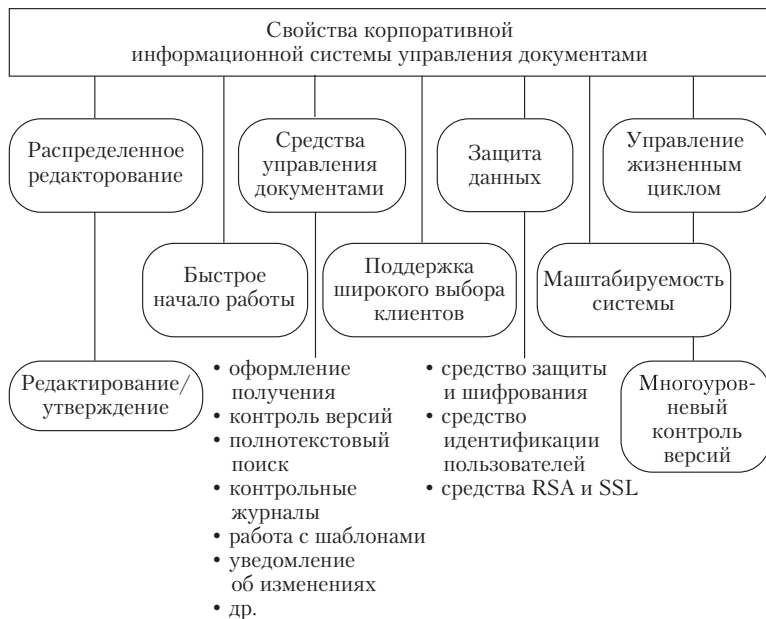 Свойства корпоративной
информационной системы управления документами
Распределенное
редакторование
Средства
управления
документами
Защита
данных
Управление
жизненным
циклом
Быстрое
начало работы
Поддержка
широкого выбора
клиентов
Маштабируемость
системы
Редактирование/
утверждение
• оформление
получения
• контроль версий
• полнотекстовый
поиск
• контрольные
журналы
• работа с шаблонами
• уведомление
об изменениях
• др.
• средство защиты
и шифрования
• средство
идентификации
пользователей
• средства RSA и SSL
Многоуров-
невый
контроль
версий